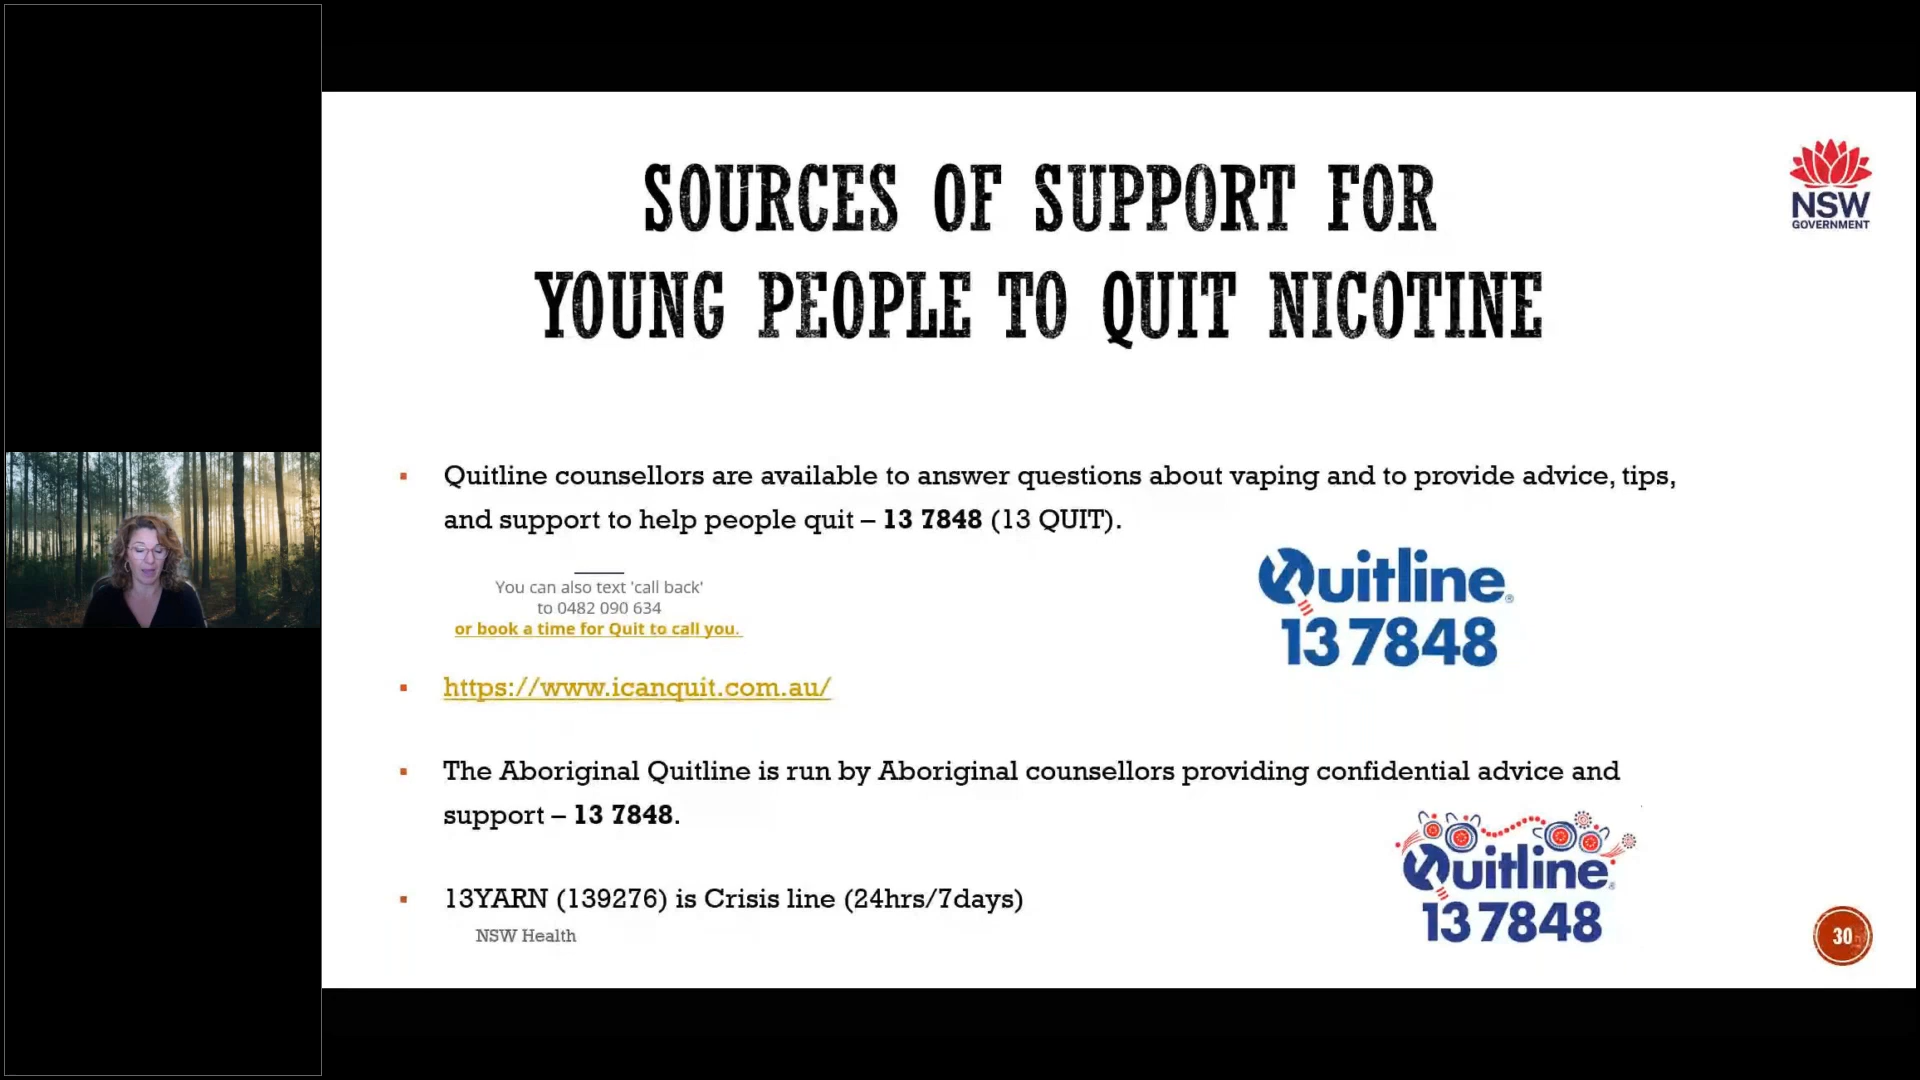 SOURCES OF SUPPORT FOR
YOUNG PEOPLE TO QUIT NICOTINE
NSW
GOVERNMENT
Quitline counsellors are available to answer questions about vaping and to provide advice, tips,
and support to help people quit – 13 7848 (13 QUIT).
You can also text 'call back'
to 0482 090 634
or book a time for Quit to call you.
Quitline®
13 7848
https://www.icanquit.com.au/
The Aboriginal Quitline is run by Aboriginal counsellors providing confidential advice and
support – 13 7848.
Quitline®
13 7848
13YARN (139276) is Crisis line (24hrs/7days)
NSW Health
30